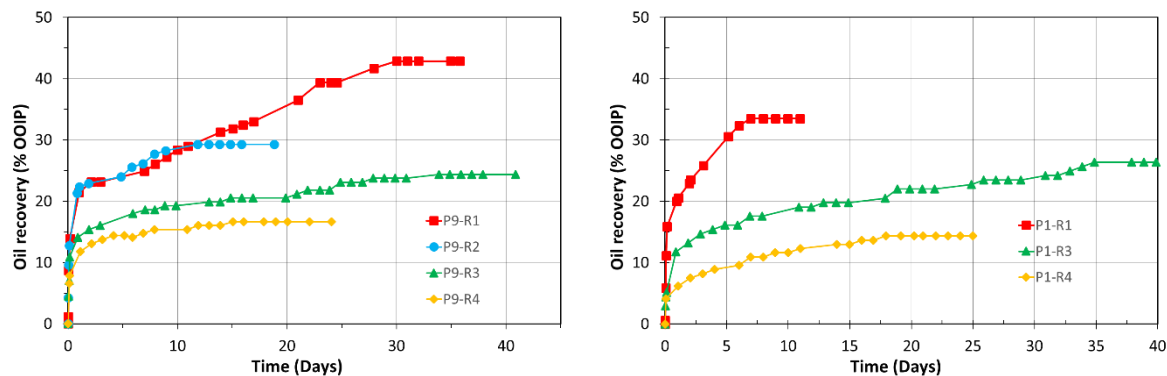 50
40
30
20
10
0
Oil recovery (% OOIP)
0 10 20 30 40
Time (Days)
P9-R1
P9-R2
P9-R3
P9-R4
50
40
30
20
10
0
Oil recovery (% OOIP)
0 5 10 15 20 25 30 35 40
Time (Days)
P1-R1
P1-R3
P1-R4